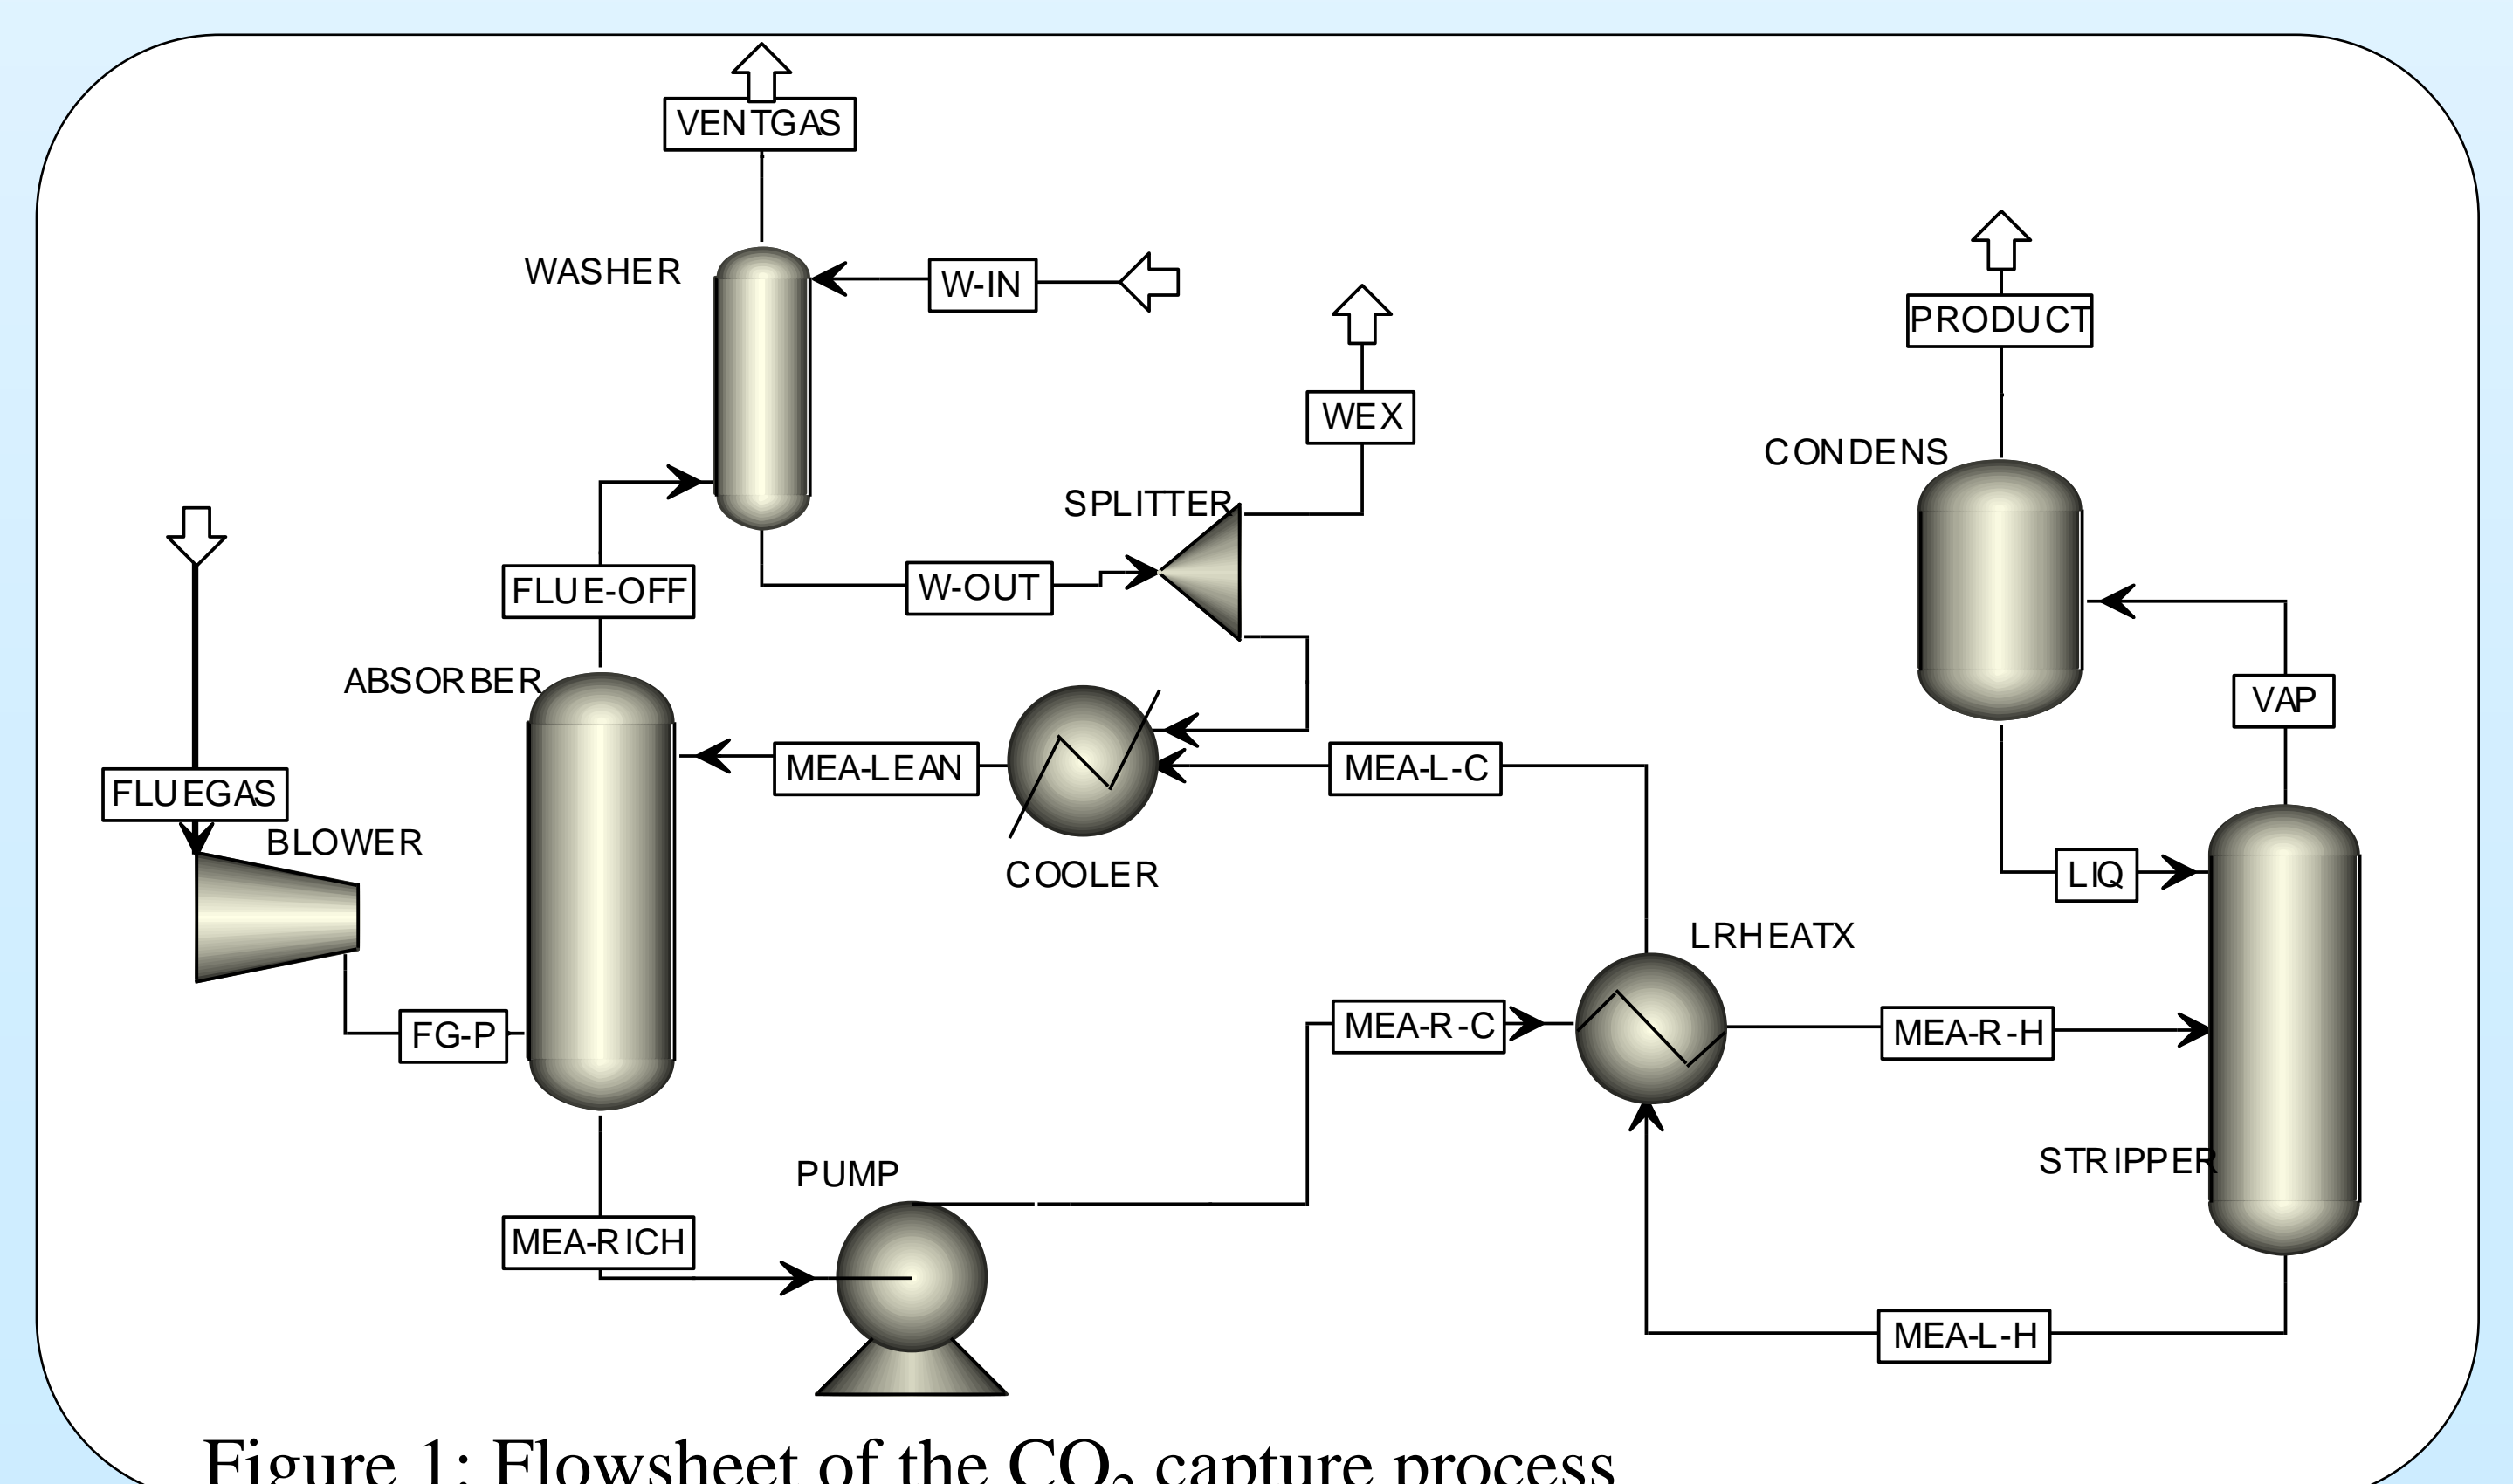 VENTGAS
WASHER
W-IN
PRODUCT
WEX
CONDENS
SPLITTER
FLUE-OFF
W-OUT
ABSORBER
VAP
MEA-LEAN
MEA-L-C
FLUEGAS
BLOWER
COOLER
LIQ
LRHEATX
FG-P
MEA-R-C
MEA-R-H
STRIPPER
PUMP
MEA-RICH
MEA-L-H
Figure 1: Flowsheet of the CO₂ capture process